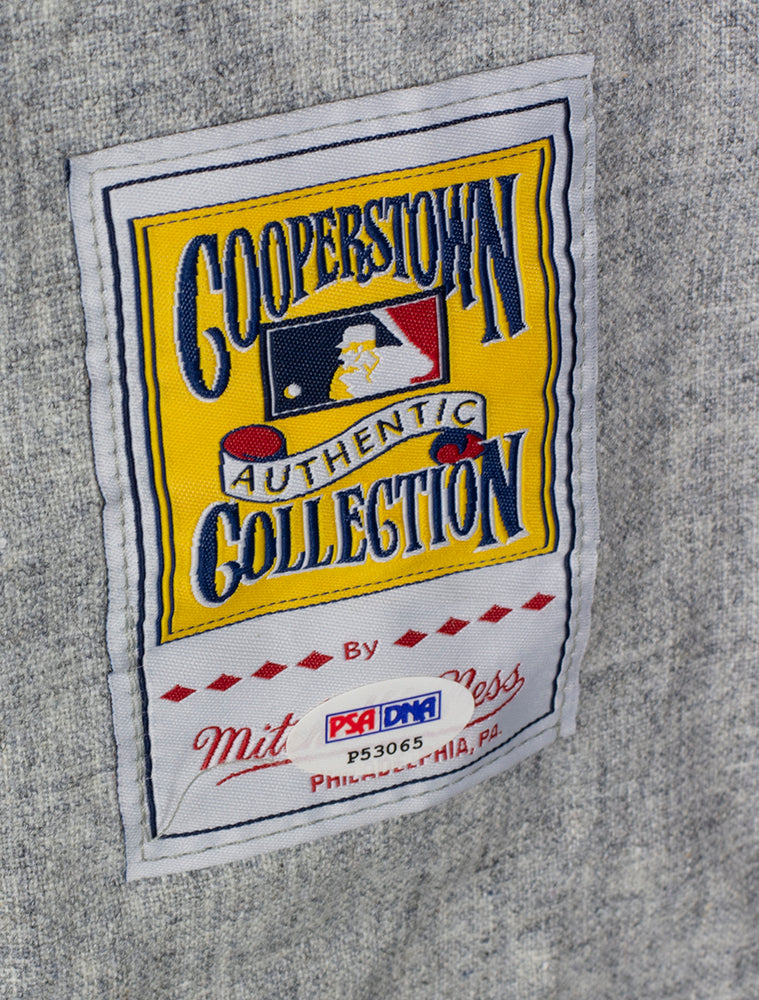 COOPERSTOWN
AUTHENTIC
COLLECTION
By
PSA DNA
P53065
PHILADELPHIA, PA.